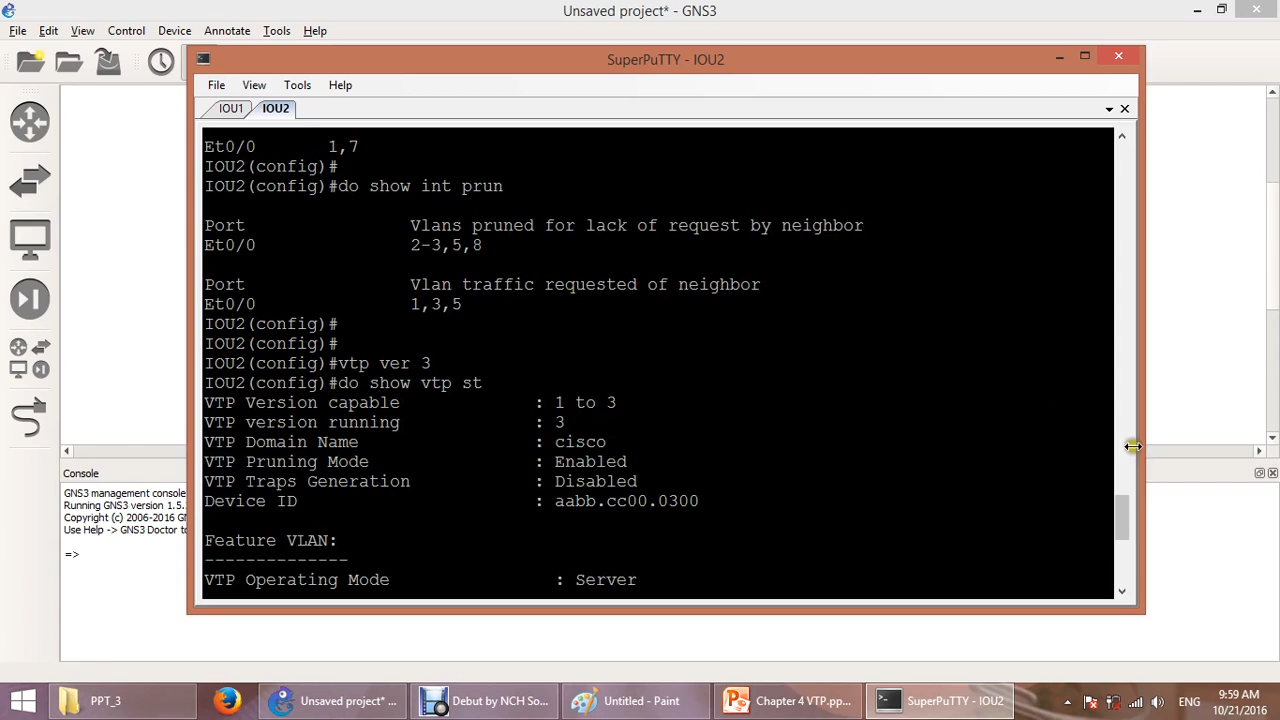 Unsaved project* - GNS3
File Edit View Control Device Annotate Tools Help
SuperPuTTY - IOU2
File View Tools Help
IOU1 IOU2
Et0/0 1,7
IOU2(config)#
IOU2(config)#do show int prun
Port Vlans pruned for lack of request by neighbor
Et0/0 2-3,5,8
Port Vlan traffic requested of neighbor
Et0/0 1,3,5
IOU2(config)#
IOU2(config)#
IOU2(config)#vtp ver 3
IOU2(config)#do show vtp st
VTP Version capable : 1 to 3
VTP version running : 3
VTP Domain Name : cisco
VTP Pruning Mode : Enabled
VTP Traps Generation : Disabled
Device ID : aabb.cc00.0300
Feature VLAN:
--------------
VTP Operating Mode : Server
Console
GNS3 management console
Running GNS3 version 1.5.
Copyright (c) 2006-2016 GN
Use Help -> GNS3 Doctor to
=>
PPT_3 Unsaved project* ... Debut by NCH So... Untitled - Paint Chapter 4 VTP.pp... SuperPuTTY - IOU2 ENG
9:59 AM
10/21/2016